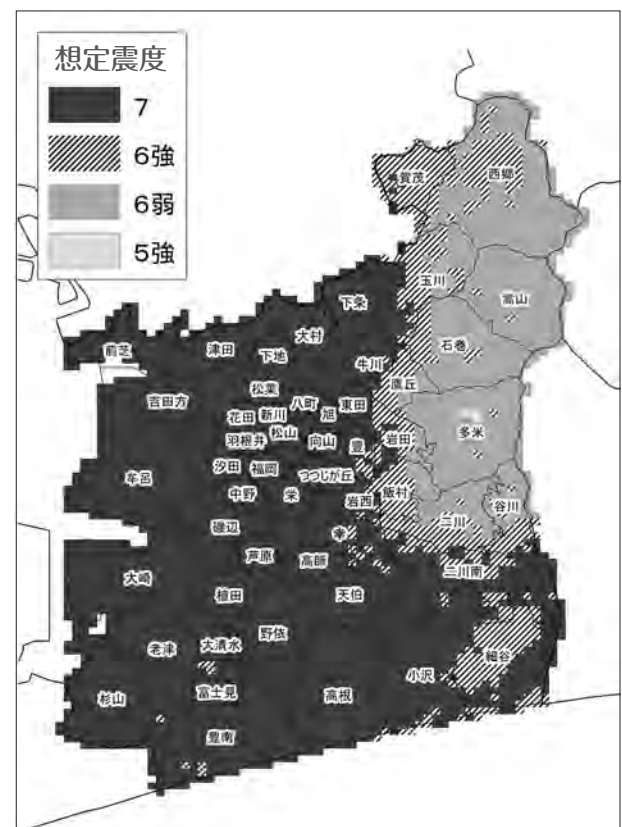 想定震度
7
6強
6弱
5強
賀茂
西郷
玉川
嵩山
下条
大村
石巻
前芝
津田
下地
牛川
鷹丘
松葉
吉田方
八町
東田
花田
新川
旭
松山
岩田
多米
羽根井
向山
豊
汐田
福岡
つつじが丘
牟呂
飯村
谷川
中野
栄
岩西
二川
磯辺
*
芦原
高師
二川南
大崎
植田
天伯
野依
老津
大清水
細谷
小沢
杉山
富士見
高根
豊南